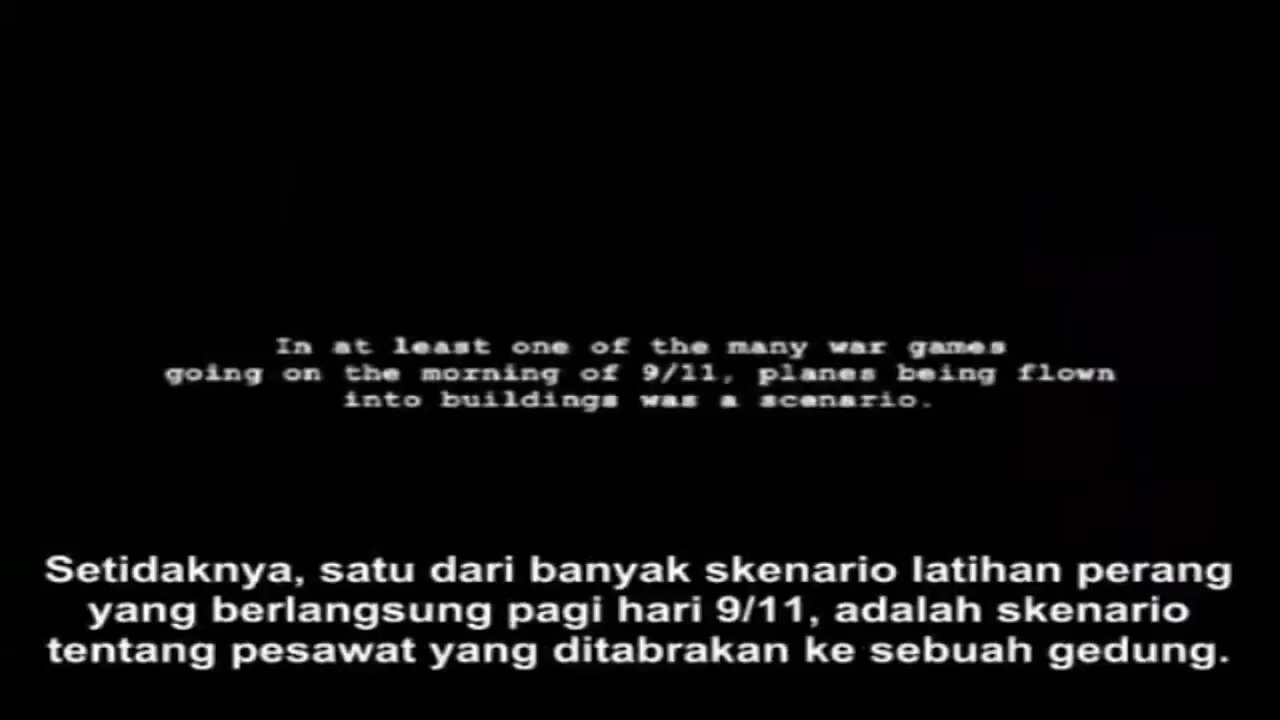 In at least one of the many war games
going on the morning of 9/11, planes being flown
into buildings was a scenario.
Setidaknya, satu dari banyak skenario latihan perang
yang berlangsung pagi hari 9/11, adalah skenario
tentang pesawat yang ditabrakan ke sebuah gedung.